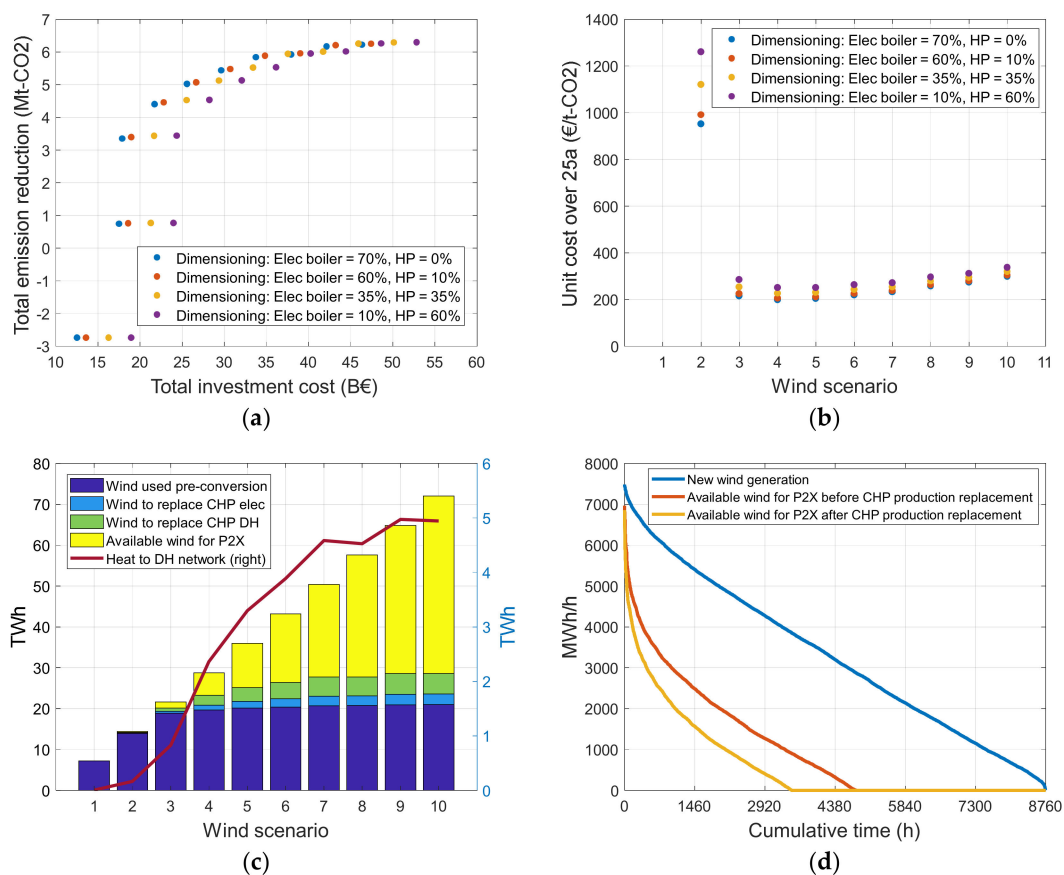 6
5
4
3
2
1
0
-1
-2
-3
7
Total emission reduction (Mt-CO2)
Dimensioning: Elec boiler = 70%, HP = 0%
Dimensioning: Elec boiler = 60%, HP = 10%
Dimensioning: Elec boiler = 35%, HP = 35%
Dimensioning: Elec boiler = 10%, HP = 60%
10 15 20 25 30 35 40 45 50 55 60
Total investment cost (B€)
(a)
1400
1200
1000
800
600
400
200
0
Unit cost over 25a (€/t-CO2)
Dimensioning: Elec boiler = 70%, HP = 0%
Dimensioning: Elec boiler = 60%, HP = 10%
Dimensioning: Elec boiler = 35%, HP = 35%
Dimensioning: Elec boiler = 10%, HP = 60%
1 2 3 4 5 6 7 8 9 10 11
Wind scenario
(b)
80
70
60
50
40
30
20
10
0
TWh
Wind used pre-conversion
Wind to replace CHP elec
Wind to replace CHP DH
Available wind for P2X
Heat to DH network (right)
6
5
4
3
2
1
0
TWh
1 2 3 4 5 6 7 8 9 10
Wind scenario
(c)
8000
7000
6000
5000
4000
3000
2000
1000
0
MWh/h
New wind generation
Available wind for P2X before CHP production replacement
Available wind for P2X after CHP production replacement
0 1460 2920 4380 5840 7300 8760
Cumulative time (h)
(d)